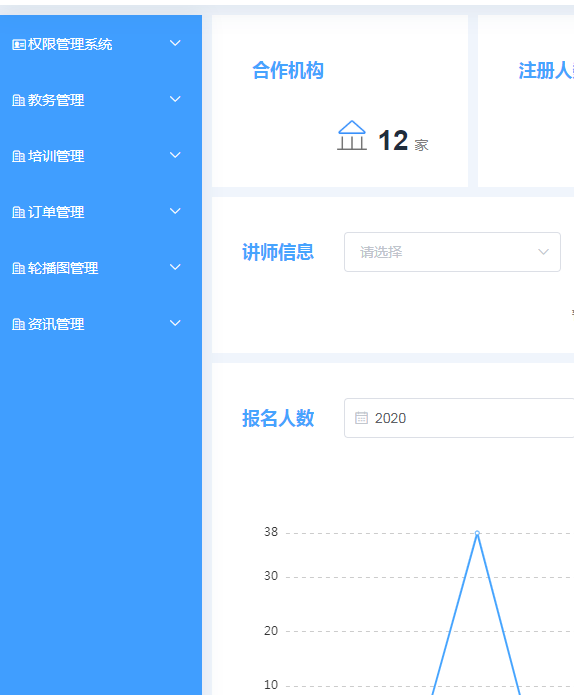 权限管理系统
教务管理
培训管理
订单管理
轮播图管理
资讯管理
合作机构
12 家
注册人
讲师信息
请选择
报名人数
2020
38
30
20
10